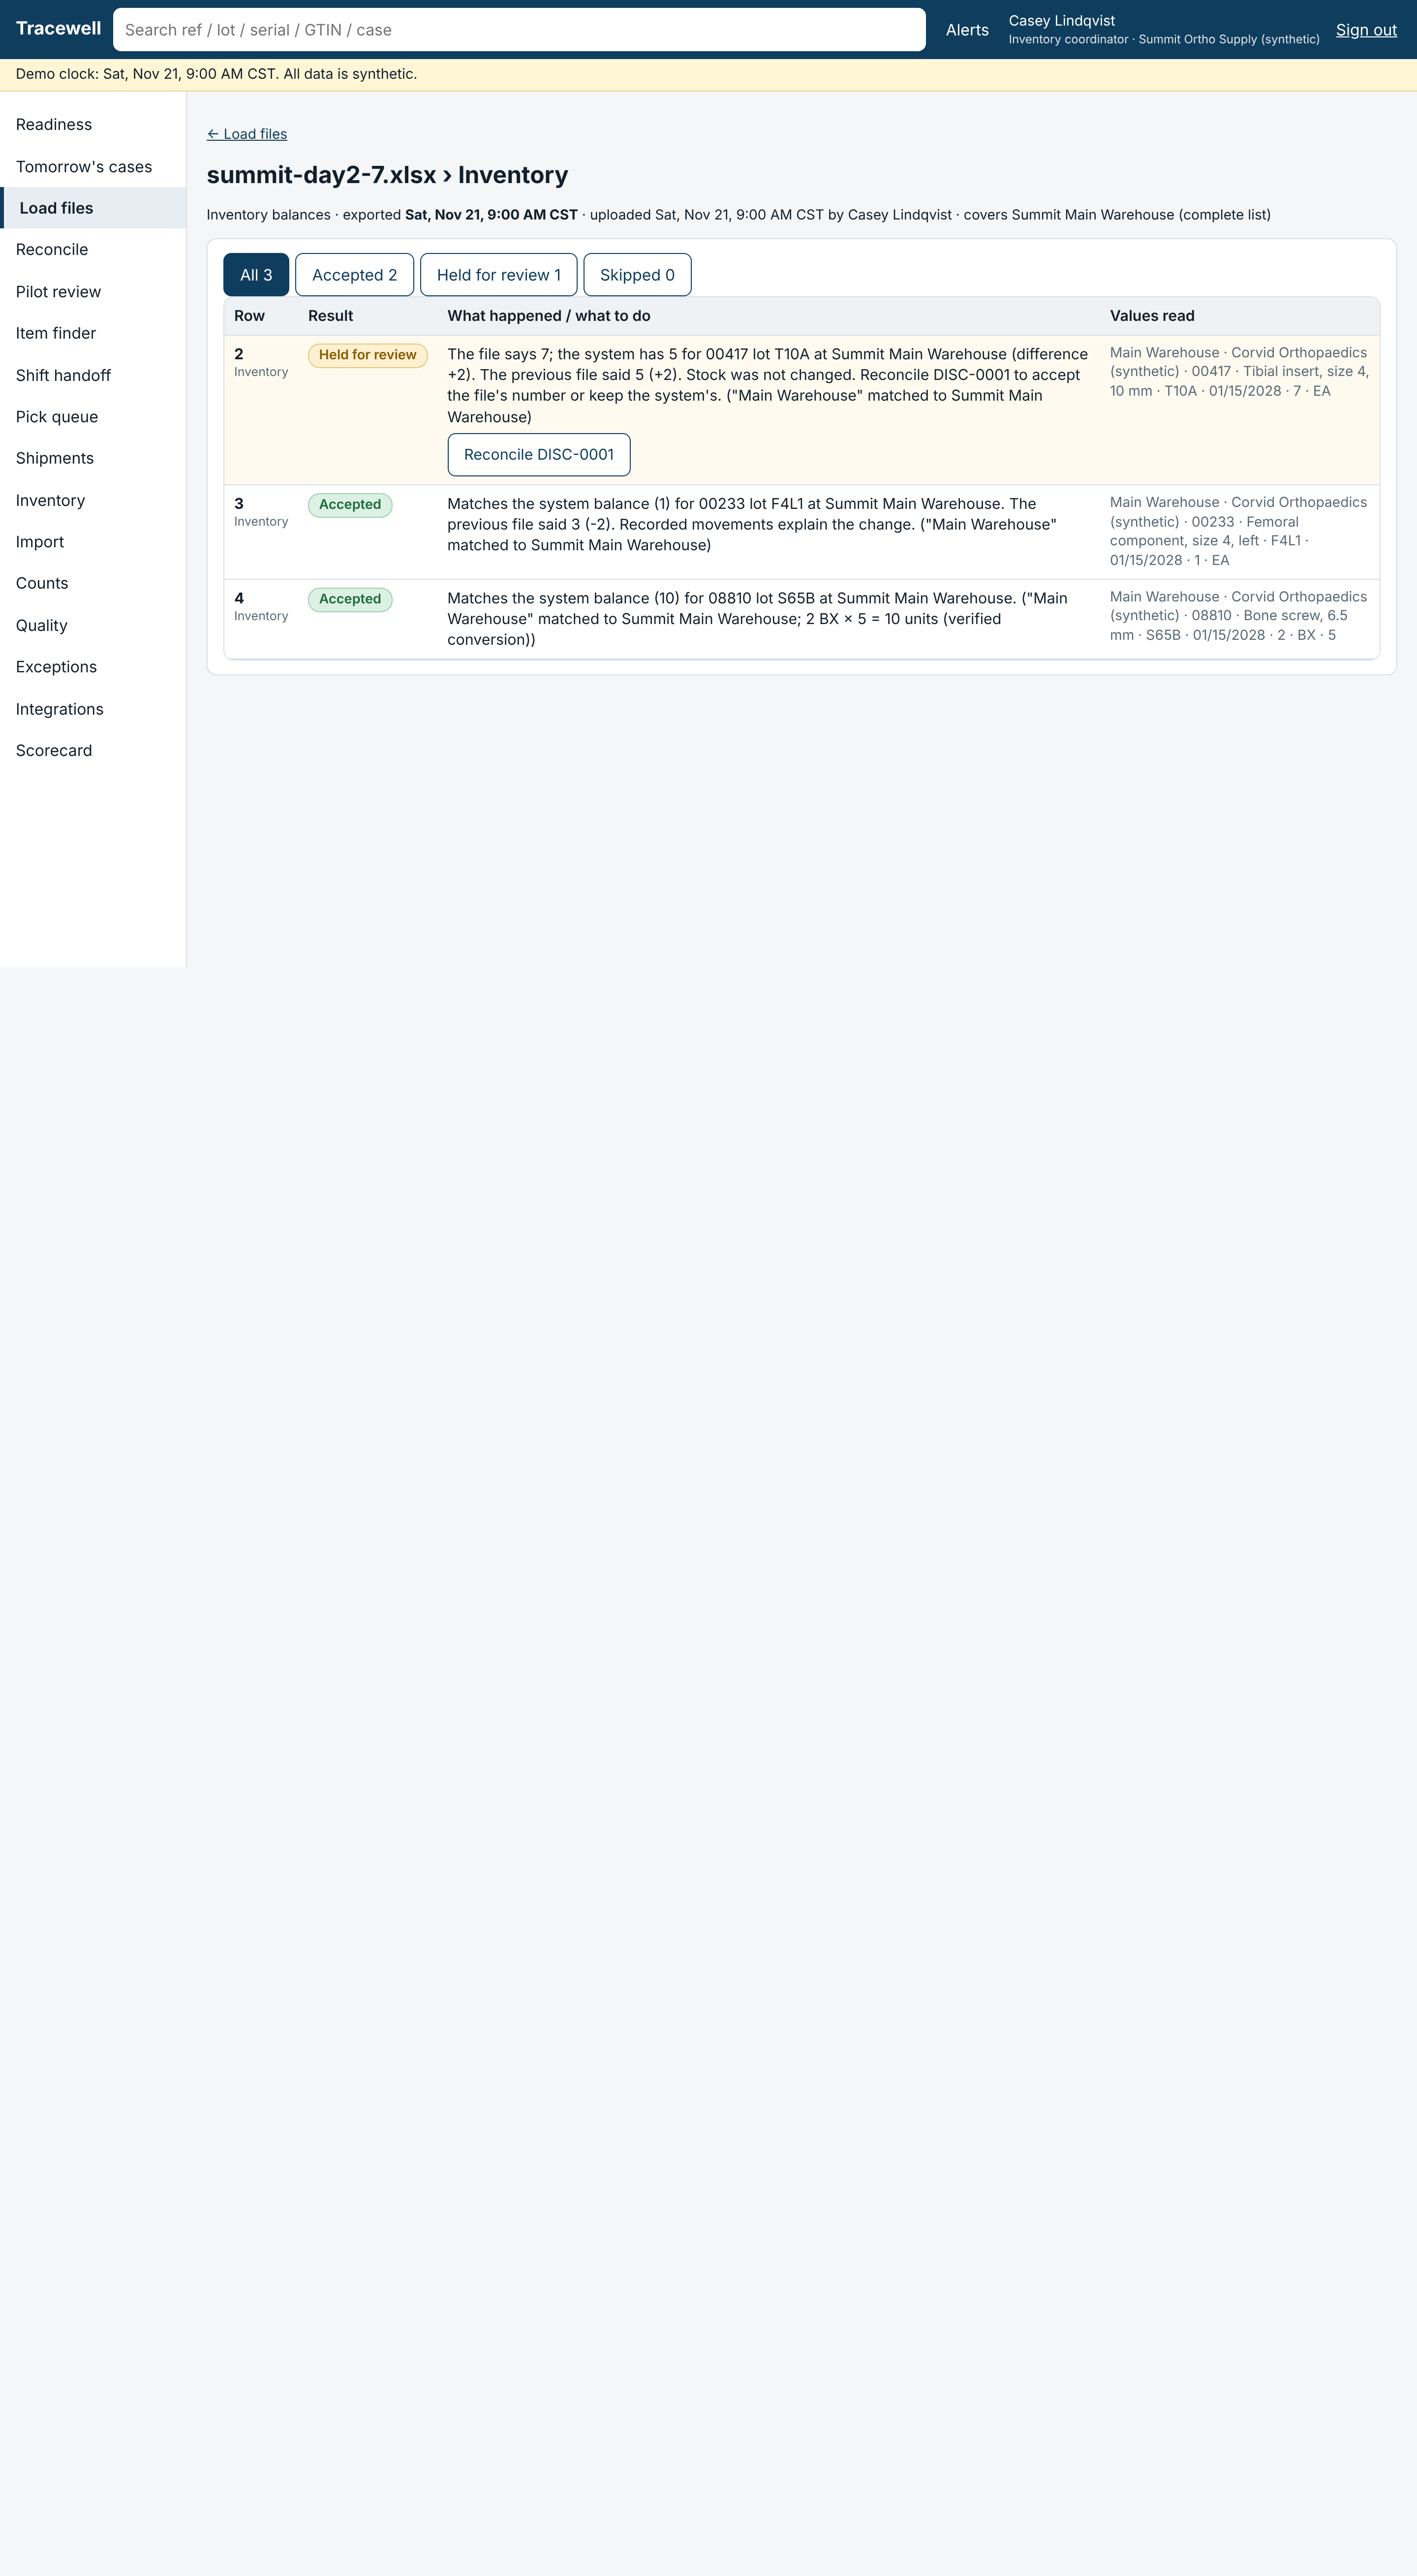 Tracewell
Search ref / lot / serial / GTIN / case
Alerts
Casey Lindqvist
Inventory coordinator · Summit Ortho Supply (synthetic)
Sign out
Demo clock: Sat, Nov 21, 9:00 AM CST. All data is synthetic.
Readiness
Tomorrow's cases
Load files
Reconcile
Pilot review
Item finder
Shift handoff
Pick queue
Shipments
Inventory
Import
Counts
Quality
Exceptions
Integrations
Scorecard
← Load files
summit-day2-7.xlsx › Inventory
Inventory balances · exported Sat, Nov 21, 9:00 AM CST · uploaded Sat, Nov 21, 9:00 AM CST by Casey Lindqvist · covers Summit Main Warehouse (complete list)
All 3
Accepted 2
Held for review 1
Skipped 0
Row
Result
What happened / what to do
Values read
2
Inventory
Held for review
The file says 7; the system has 5 for 00417 lot T10A at Summit Main Warehouse (difference
+2). The previous file said 5 (+2). Stock was not changed. Reconcile DISC-0001 to accept
the file's number or keep the system's. ("Main Warehouse" matched to Summit Main
Warehouse)
Reconcile DISC-0001
Main Warehouse · Corvid Orthopaedics
(synthetic) · 00417 · Tibial insert, size 4,
10 mm · T10A · 01/15/2028 · 7 · EA
3
Inventory
Accepted
Matches the system balance (1) for 00233 lot F4L1 at Summit Main Warehouse. The
previous file said 3 (-2). Recorded movements explain the change. ("Main Warehouse"
matched to Summit Main Warehouse)
Main Warehouse · Corvid Orthopaedics
(synthetic) · 00233 · Femoral
component, size 4, left · F4L1 ·
01/15/2028 · 1 · EA
4
Inventory
Accepted
Matches the system balance (10) for 08810 lot S65B at Summit Main Warehouse. ("Main
Warehouse" matched to Summit Main Warehouse; 2 BX × 5 = 10 units (verified
conversion))
Main Warehouse · Corvid Orthopaedics
(synthetic) · 08810 · Bone screw, 6.5
mm · S65B · 01/15/2028 · 2 · BX · 5